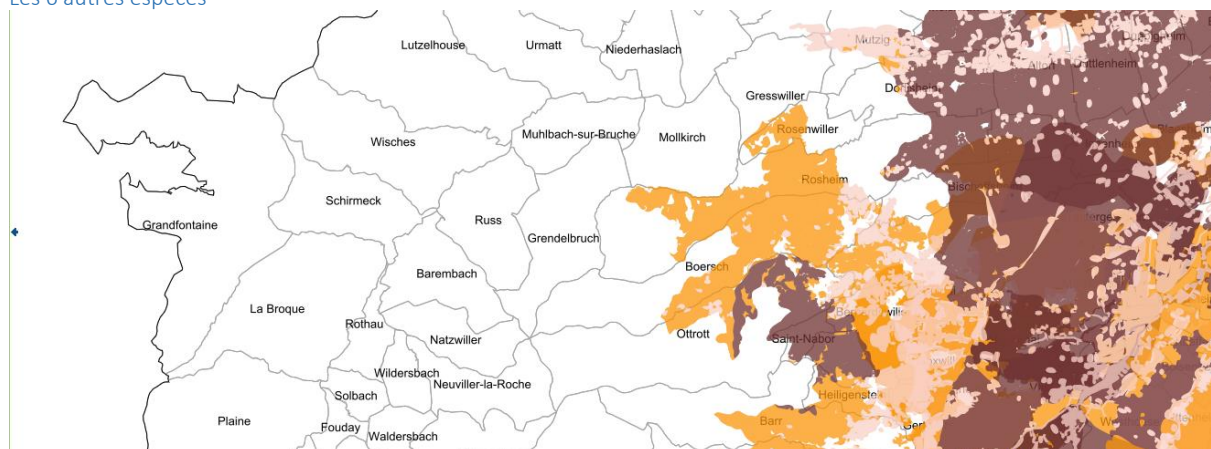 Les 6 autres espèces
Lutzelhouse
Urmatt
Niederhaslach
Mutzig
Gresswiller
Muhlbach-sur-Bruche
Mollkirch
Rosenwiller
Wisches
Rosheim
Schirmeck
Russ
Grandfontaine
Grendelbruch
Boersch
Barembach
La Broque
Rothau
Natzwiller
Ottrott
Saint-Nabor
Wildersbach
Neuviller-la-Roche
Solbach
Heiligenste
Plaine
Fouday
Waldersbach
Barr